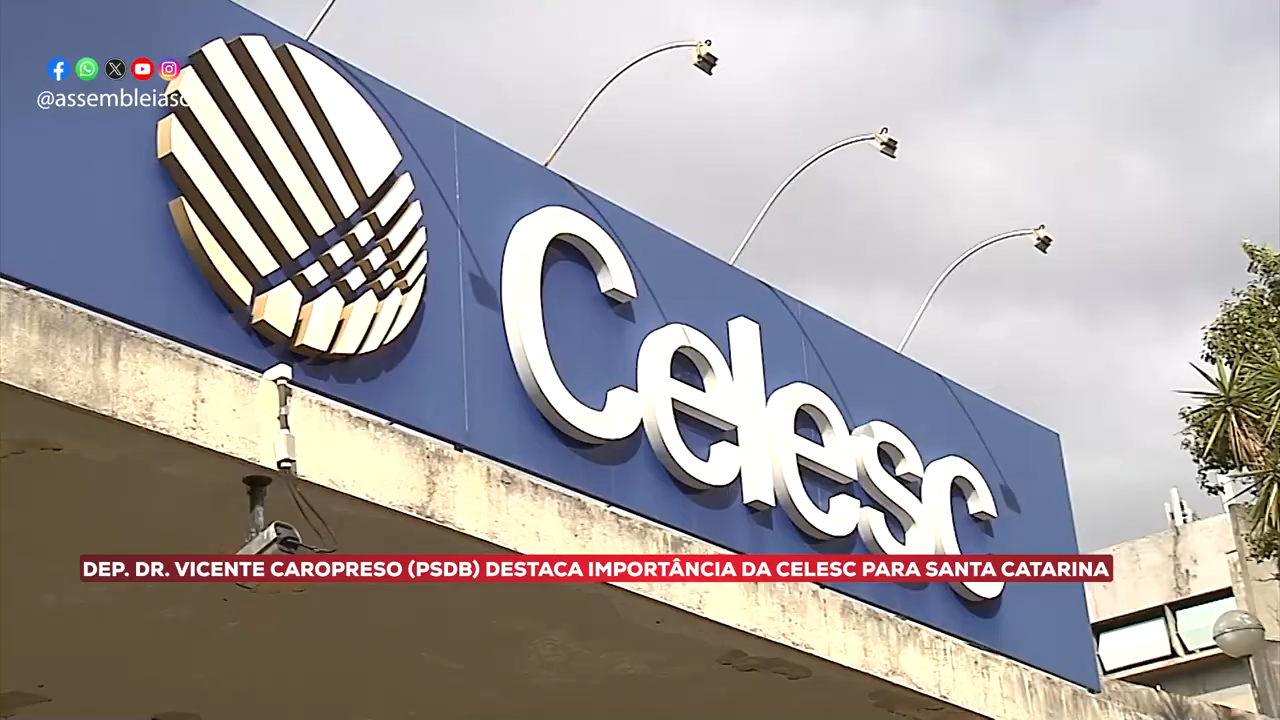 @assembleiasc
Celesc
DEP. DR. VICENTE CAROPRESO (PSDB) DESTACA IMPORTÂNCIA DA CELESC PARA SANTA CATARINA